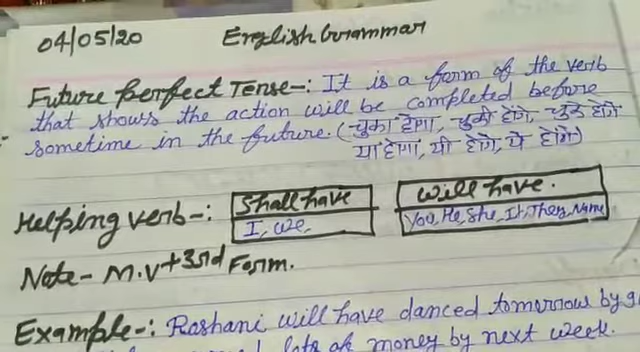 04/05/20
English Grammar
Future Perfect Tense-: It is a form of the verb
that shows the action will be completed before
sometime in the future. (चुका होगा, चुकी होंगी, चुके होंगे
या होगा, यी होंगे, ये होंगे)
Helping verb-:
Shall have
I, we,
will have.
You, He, She, It, They, Name
Note- M.V+3rd Form.
Example-: Roshani will have danced tomorrow by
lots of money by next week.